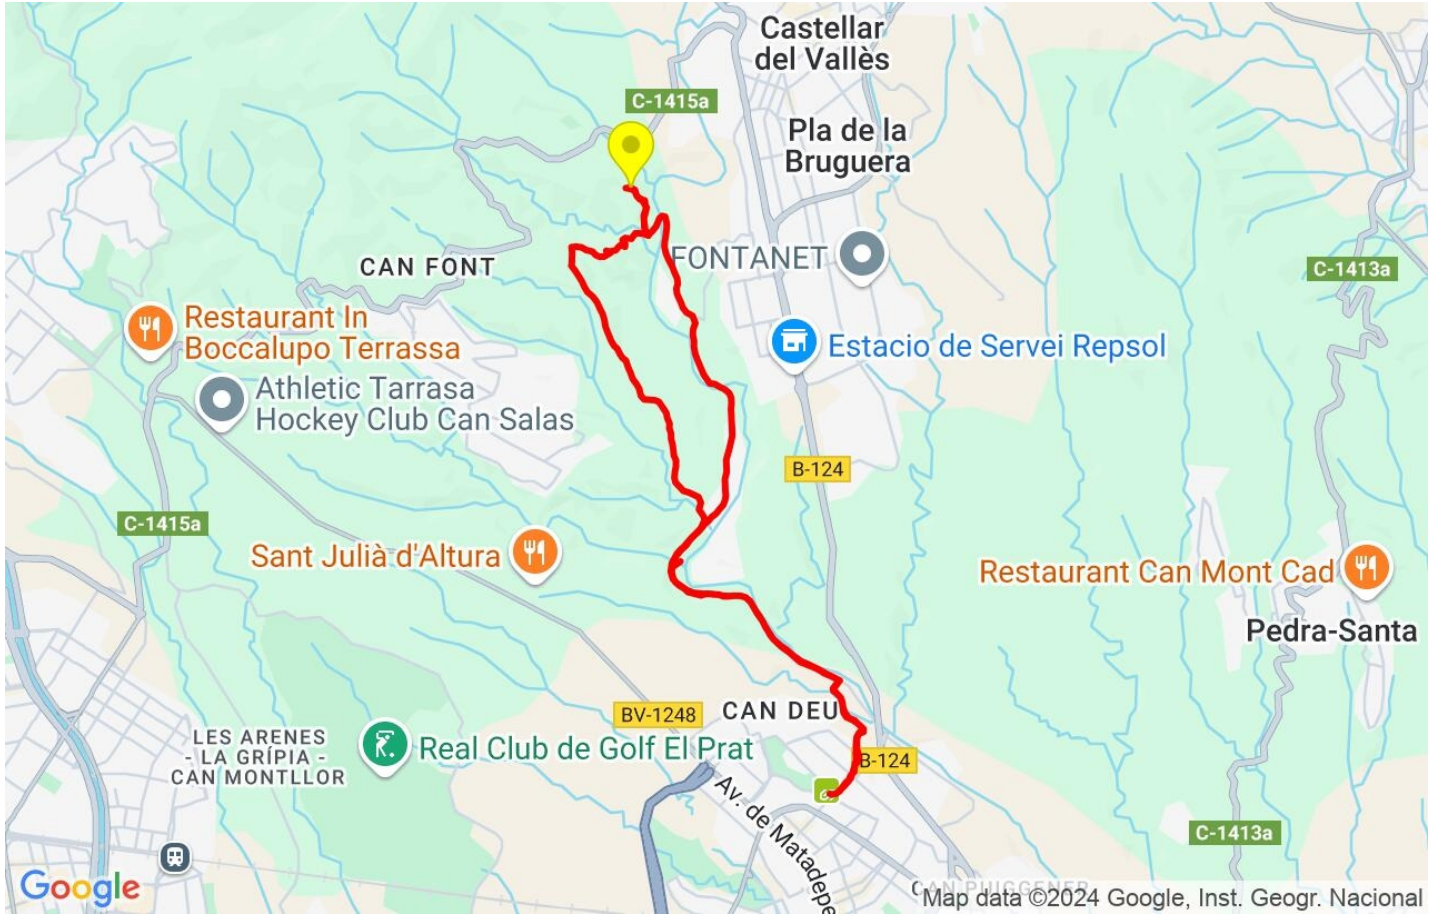 Castellar
del Vallès
C-1415a
Pla de la
Bruguera
FONTANET
CAN FONT
C-1413a
Restaurant In
Boccalupo Terrassa
Estacio de Servei Repsol
Athletic Tarrasa
Hockey Club Can Salas
B-124
C-1415a
Sant Julià d'Altura
Restaurant Can Mont Cad
Pedra-Santa
BV-1248
CAN DEU
LES ARENES
- LA GRÍPIA -
CAN MONTLLOR
Real Club de Golf El Prat
B-124
Av. de Matadepe
C-1413a
CAN PUIGGENER
Google
Map data ©2024 Google, Inst. Geogr. Nacional